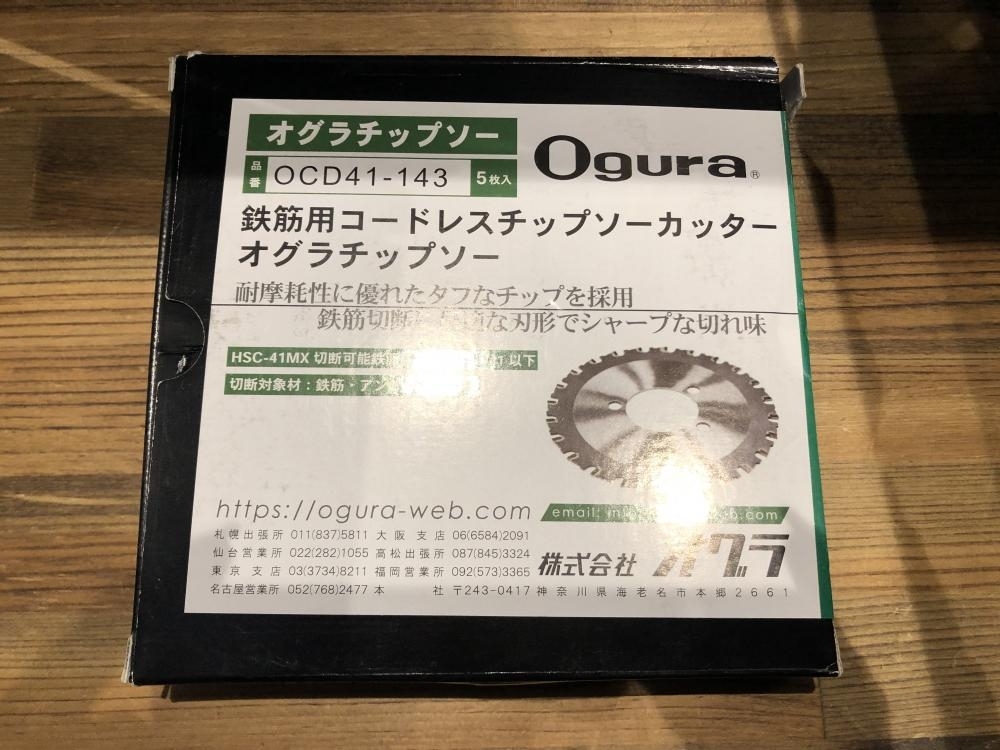 オグラチップソー
Ogura®
品番 OCD41-143 5枚入
鉄筋用コードレスチップソーカッター
オグラチップソー
耐摩耗性に優れたタフなチップを採用
鉄筋切断に な刃形でシャープな切れ味
HSC-41MX 切断可能鉄 以下
切断対象材:鉄筋・アン
https://ogura-web.com
email: .com
札幌出張所 011(837)5811 大阪支店 06(6584)2091
仙台営業所 022(282)1055 高松出張所 087(845)3324
東京支店 03(3734)8211 福岡営業所 092(573)3365
株式会社 オグラ
名古屋営業所 052(768)2477 本社 〒243-0417 神奈川県海老名市本郷2661